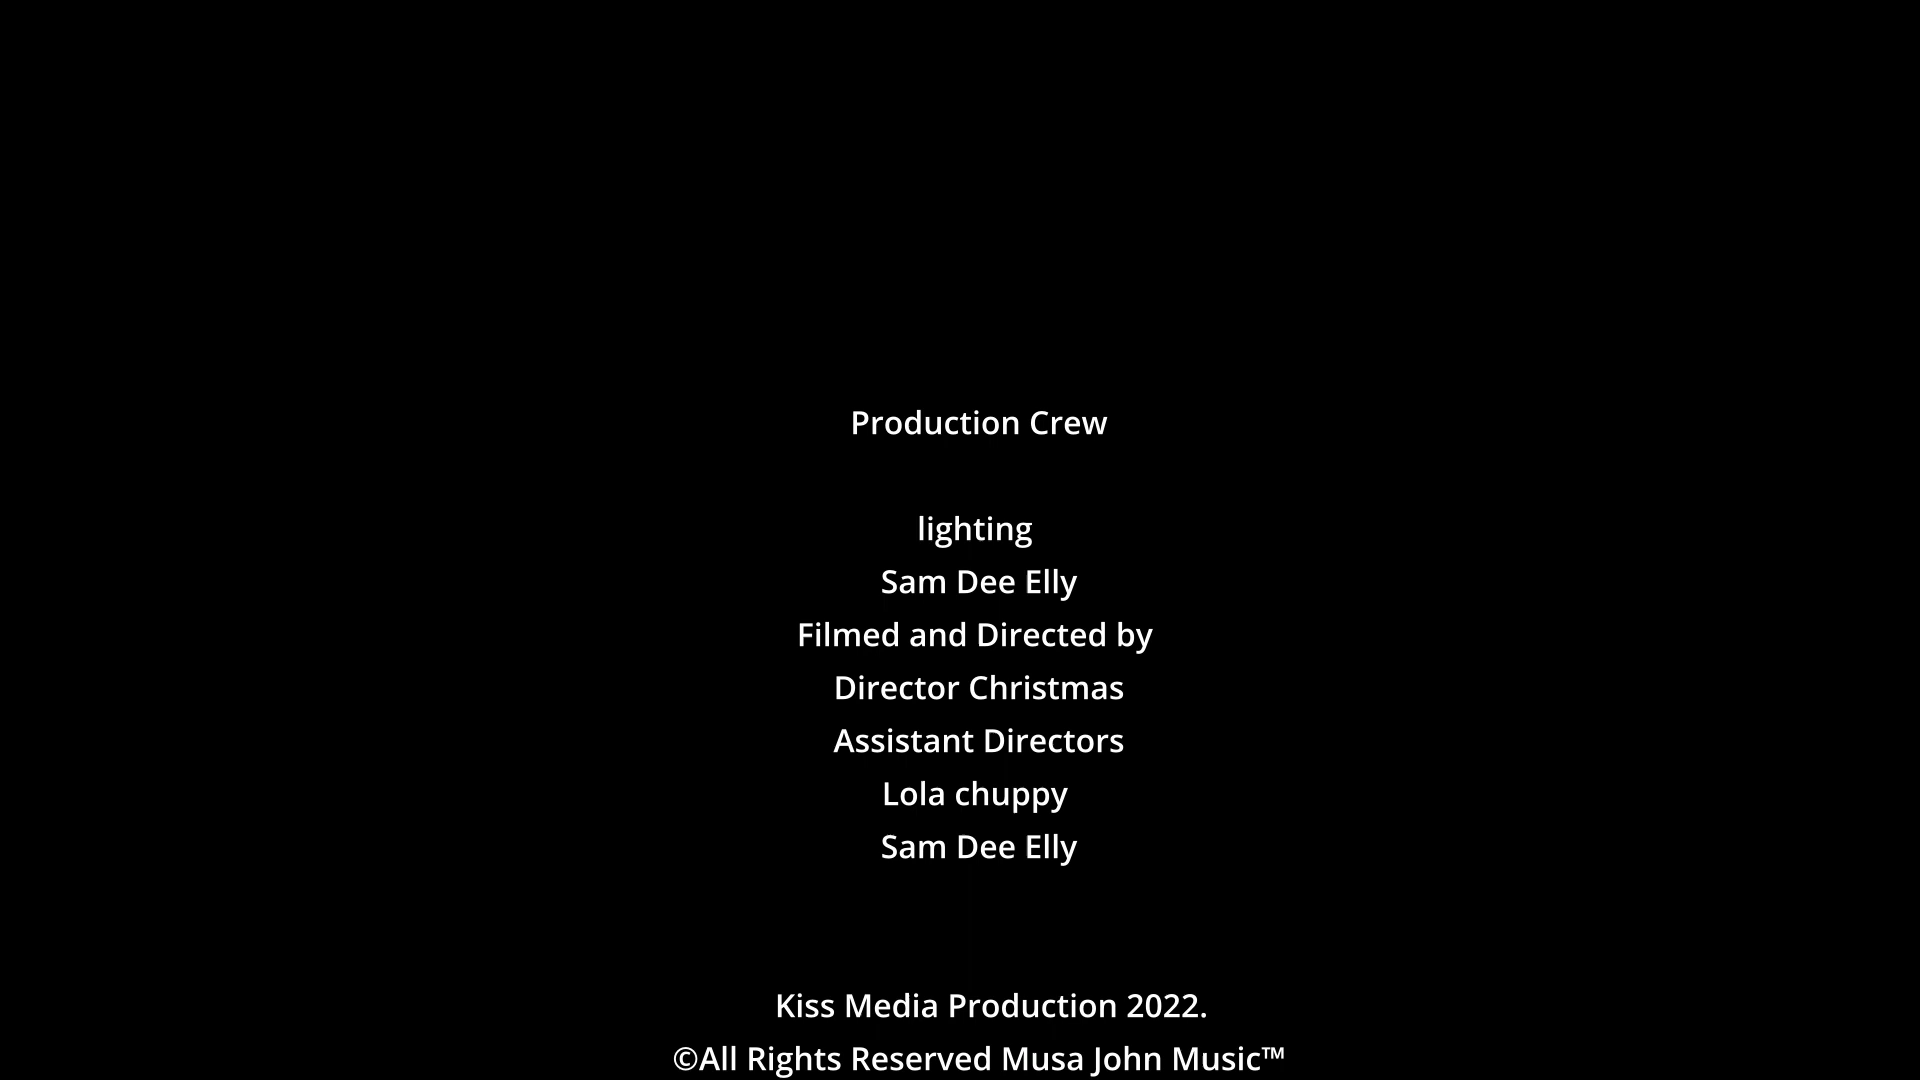 Production Crew
lighting
Sam Dee Elly
Filmed and Directed by
Director Christmas
Assistant Directors
Lola chuppy
Sam Dee Elly
Kiss Media Production 2022.
©All Rights Reserved Musa John Music™